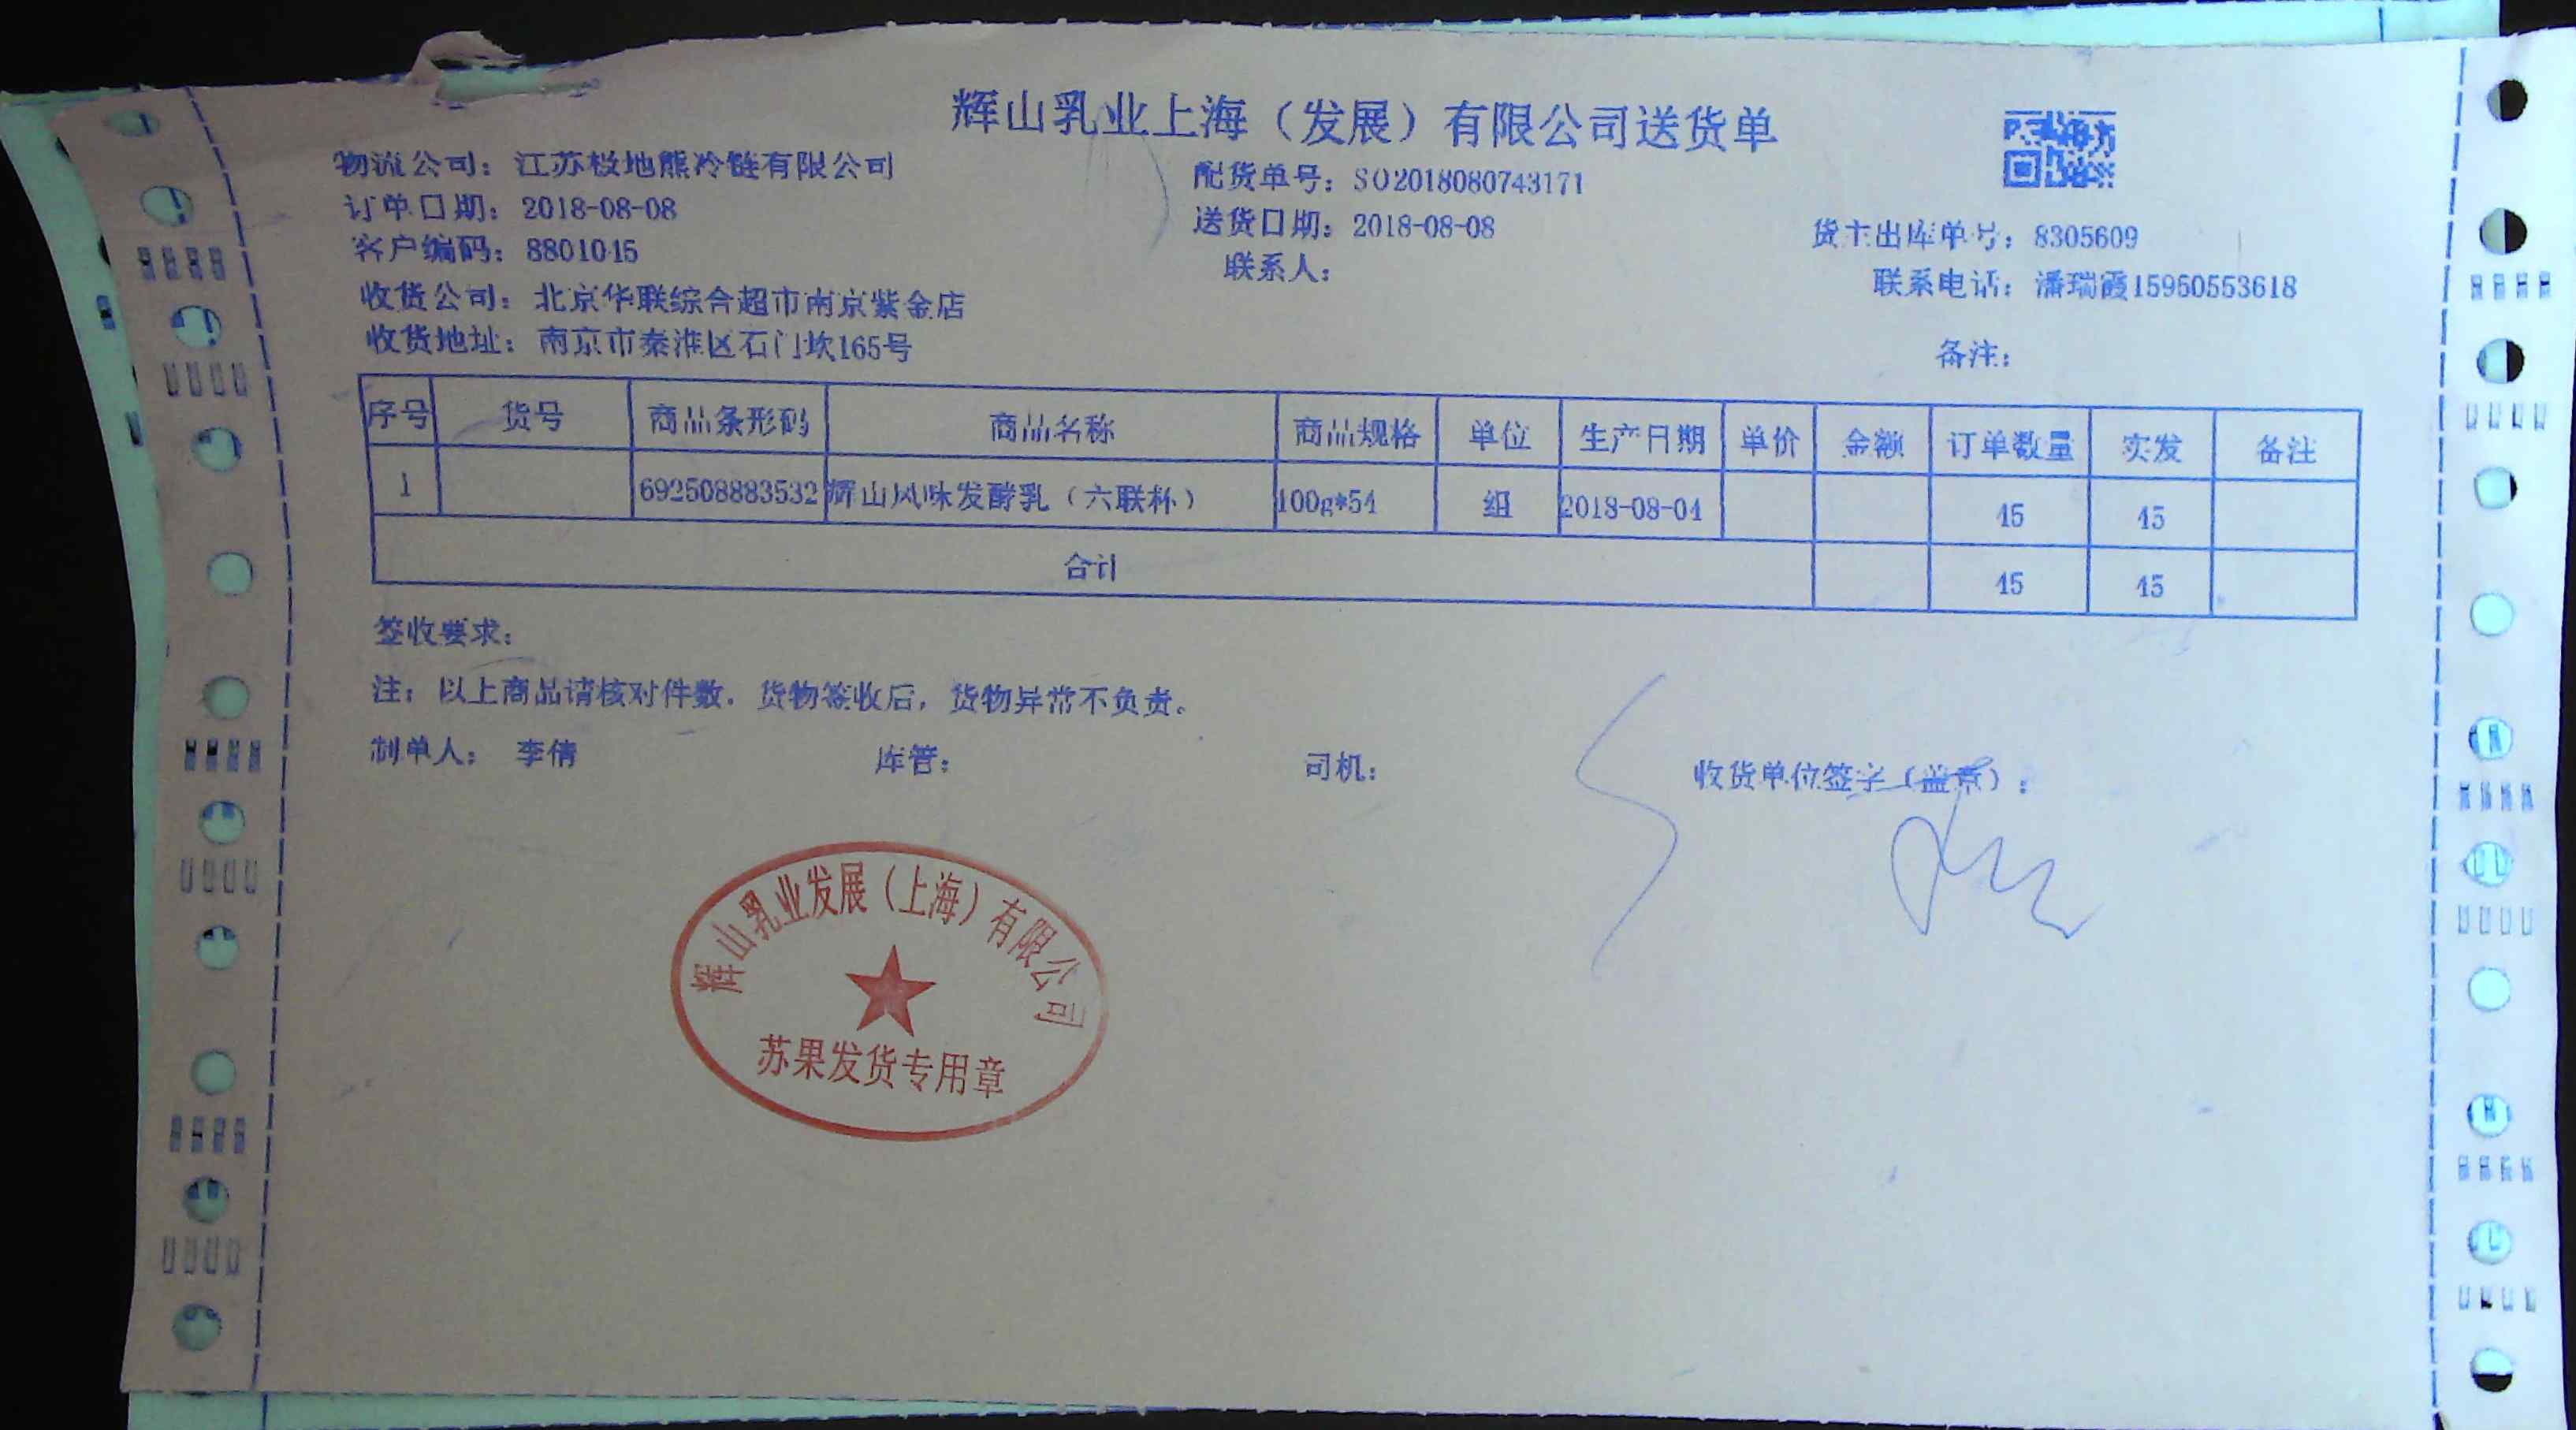 辉山乳业上海（发展）有限公司送货单
物流公司：江苏极地熊冷链有限公司 配货单号：SO2018080743171
订单日期：2018-08-08 送货日期：2018-08-08 货主出库单号：8305609
客户编码：8801045 联系人： 联系电话：潘瑞霞15950553618
收货公司：北京华联综合超市南京紫金店
收货地址：南京市秦淮区石门坎165号 备注：
序号 货号 商品条形码 商品名称 商品规格 单位 生产日期 单价 金额 订单数量 实发 备注
1 692508883532 辉山风味发酵乳（六联杯） 100g*54 组 2018-08-04 45 45
合计 45 45
签收要求：
注：以上商品请核对件数，货物签收后，货物异常不负责。
制单人： 李倩 库管： 司机： 收货单位签字（盖章）：
辉山乳业发展（上海）有限公司
苏果发货专用章